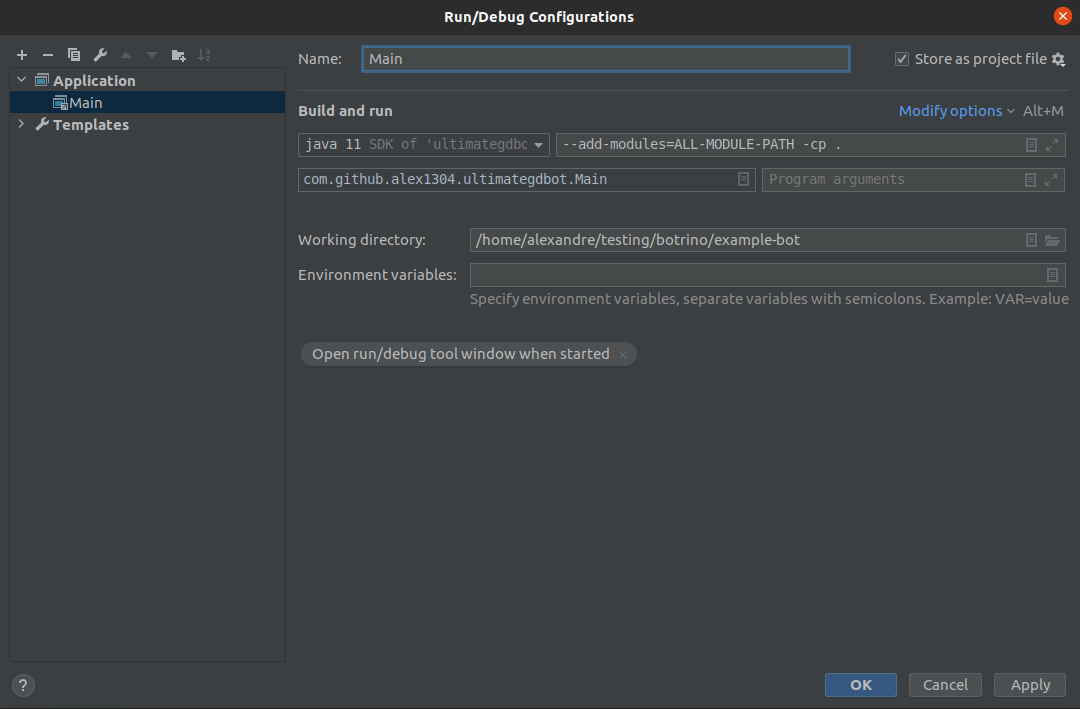 Run/Debug Configurations
Application
Main
Templates
Name: Main Store as project file
Build and run Modify options Alt+M
java 11 SDK of 'ultimategdbo --add-modules=ALL-MODULE-PATH -cp .
com.github.alex1304.ultimategdbot.Main Program arguments
Working directory: /home/alexandre/testing/botrino/example-bot
Environment variables:
Specify environment variables, separate variables with semicolons. Example: VAR=value
Open run/debug tool window when started
? OK Cancel Apply